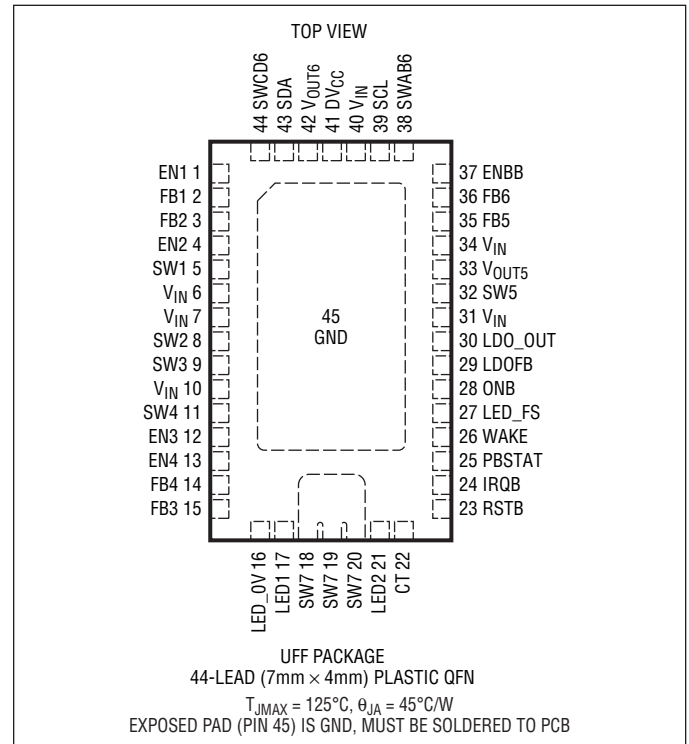 TOP VIEW
44 SWCD6
43 SDA
42 VOUT6
41 DVCC
40 VIN
39 SCL
38 SWAB6
EN1 1
FB1 2
FB2 3
EN2 4
SW1 5
VIN 6
VIN 7
SW2 8
SW3 9
VIN 10
SW4 11
EN3 12
EN4 13
FB4 14
FB3 15
37 ENBB
36 FB6
35 FB5
34 VIN
33 VOUT5
32 SW5
31 VIN
30 LDO_OUT
29 LDOFB
28 ONB
27 LED_FS
26 WAKE
25 PBSTAT
24 IRQB
23 RSTB
45
GND
LED_0V 16
LED1 17
SW7 18
SW7 19
SW7 20
LED2 21
CT 22
UFF PACKAGE
44-LEAD (7mm × 4mm) PLASTIC QFN
TJMAX = 125°C, θJA = 45°C/W
EXPOSED PAD (PIN 45) IS GND, MUST BE SOLDERED TO PCB